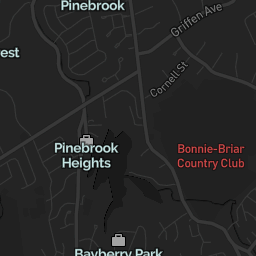 Pinebrook
Griffen Ave
est
Cornell St
Pinebrook
Heights
Bonnie-Briar
Country Club
Bayberry Park